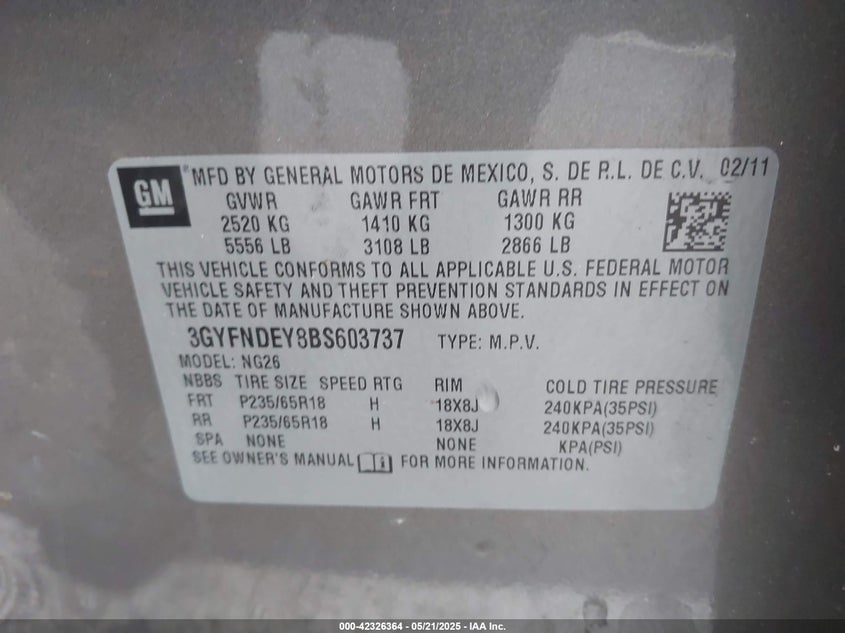 GM
®MFD BY GENERAL MOTORS DE MEXICO, S. DE R.L. DE C.V. 02/11
GVWR GAWR FRT GAWR RR
2520 KG 1410 KG 1300 KG
5556 LB 3108 LB 2866 LB
THIS VEHICLE CONFORMS TO ALL APPLICABLE U.S. FEDERAL MOTOR
VEHICLE SAFETY AND THEFT PREVENTION STANDARDS IN EFFECT ON
THE DATE OF MANUFACTURE SHOWN ABOVE.
3GYFNDEY8BS603737 TYPE: M.P.V.
MODEL: NG26
NBBS TIRE SIZE SPEED RTG RIM COLD TIRE PRESSURE
FRT P235/65R18 H 18X8J 240KPA(35PSI)
RR P235/65R18 H 18X8J 240KPA(35PSI)
SPA NONE NONE KPA(PSI)
SEE OWNER'S MANUAL i FOR MORE INFORMATION.
000-42326364 - 05/21/2025 - IAA Inc.